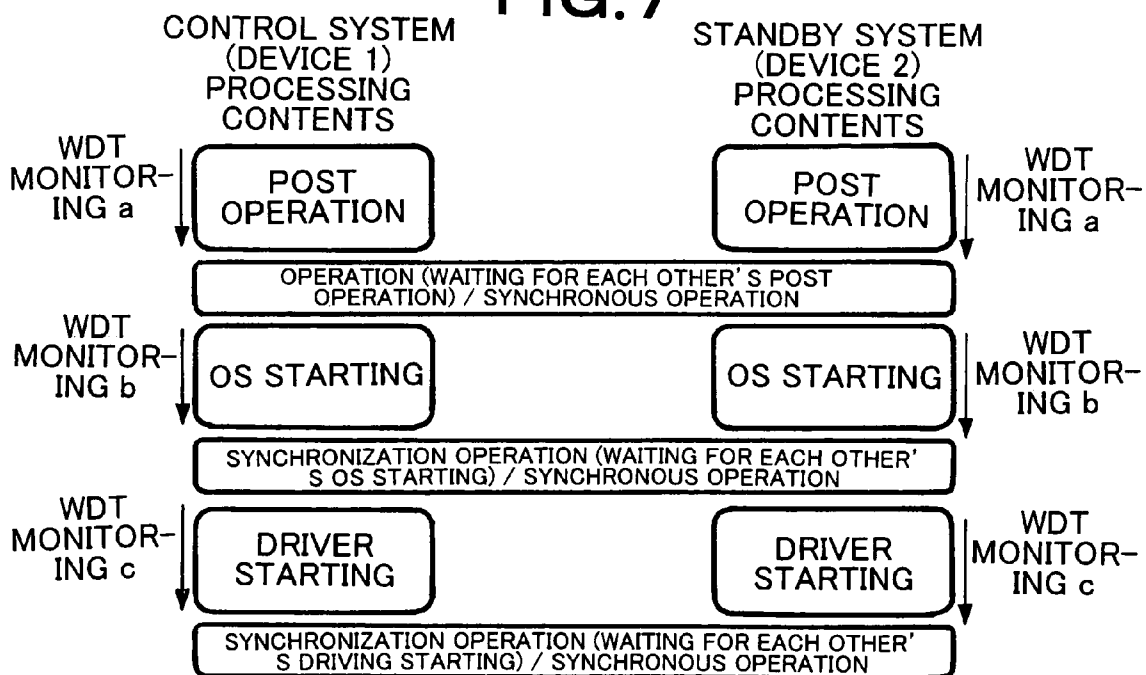 FIG. 7
CONTROL SYSTEM
(DEVICE 1)
PROCESSING
CONTENTS
STANDBY SYSTEM
(DEVICE 2)
PROCESSING
CONTENTS
WDT
MONITOR-
ING a
POST
OPERATION
POST
OPERATION
WDT
MONITOR-
ING a
OPERATION (WAITING FOR EACH OTHER' S POST
OPERATION) / SYNCHRONOUS OPERATION
WDT
MONITOR-
ING b
OS STARTING
OS STARTING
WDT
MONITOR-
ING b
SYNCHRONIZATION OPERATION (WAITING FOR EACH OTHER'
S OS STARTING) / SYNCHRONOUS OPERATION
WDT
MONITOR-
ING c
DRIVER
STARTING
DRIVER
STARTING
WDT
MONITOR-
ING c
SYNCHRONIZATION OPERATION (WAITING FOR EACH OTHER'
S DRIVING STARTING) / SYNCHRONOUS OPERATION